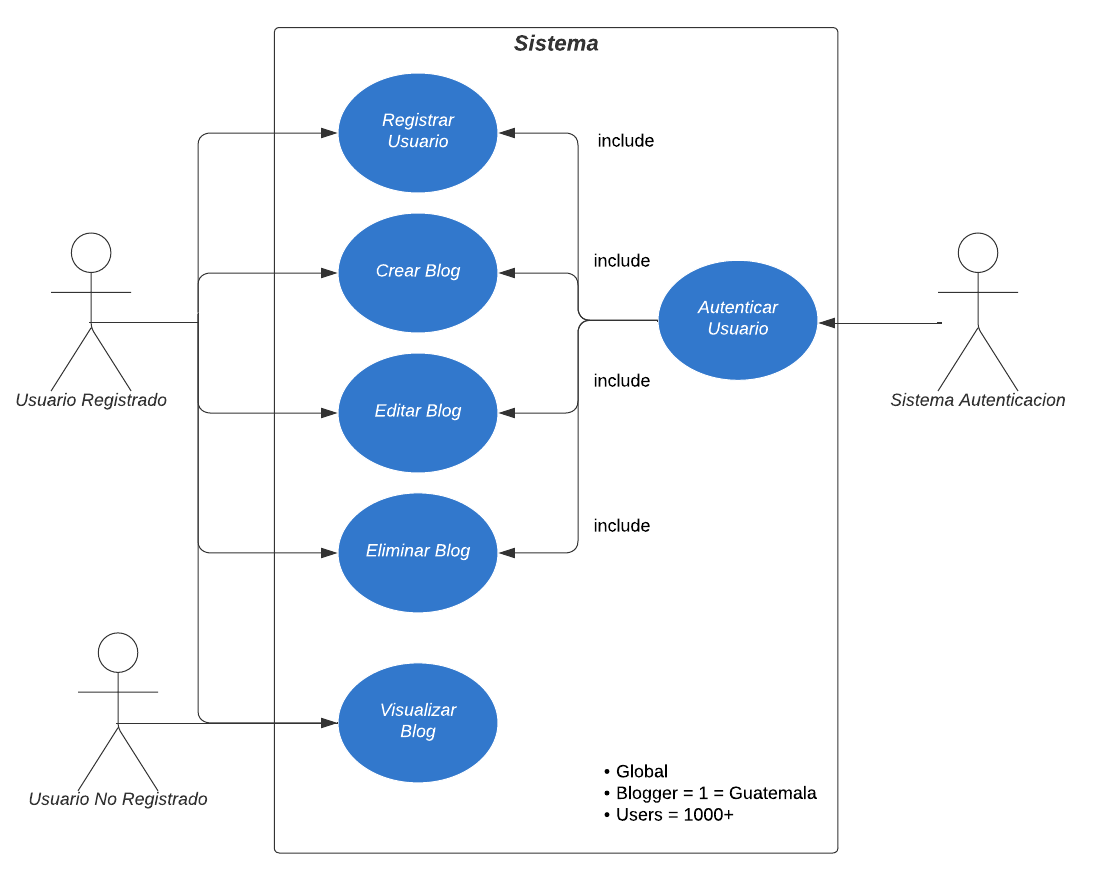 Sistema
Registrar
Usuario
include
Crear Blog
include
Autenticar
Usuario
include
Editar Blog
Usuario Registrado
Sistema Autenticacion
include
Eliminar Blog
Visualizar
Blog
Usuario No Registrado
• Global
• Blogger = 1 = Guatemala
• Users = 1000+